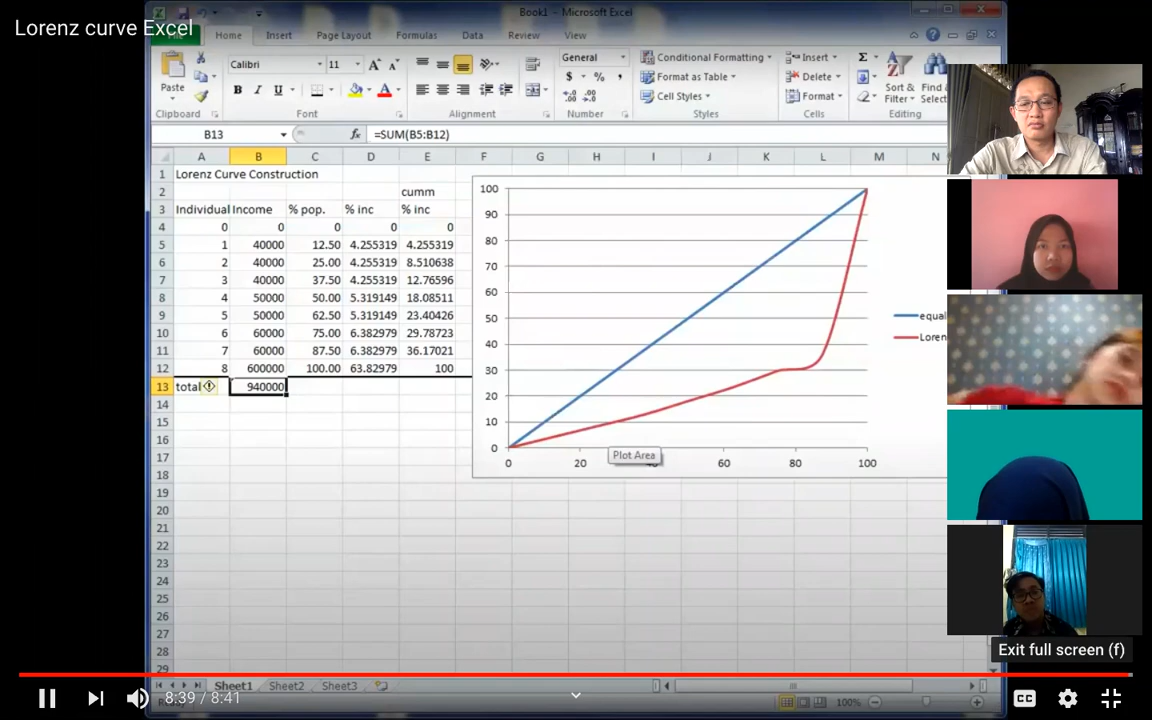 Lorenz curve Excel
Book1 - Microsoft Excel
Home Insert Page Layout Formulas Data Review View
Paste
Calibri 11
B I U
General
$ % ,
Conditional Formatting
Format as Table
Cell Styles
Insert
Delete
Format
Σ
Sort & Filter
Find & Select
Clipboard Font Alignment Number Styles Cells Editing
B13 fx =SUM(B5:B12)
A B C D E F G H I J K L M N
1 Lorenz Curve Construction
2 cumm
3 Individual Income % pop. % inc % inc
4 0 0 0 0 0
5 1 40000 12.50 4.255319 4.255319
6 2 40000 25.00 4.255319 8.510638
7 3 40000 37.50 4.255319 12.76596
8 4 50000 50.00 5.319149 18.08511
9 5 50000 62.50 5.319149 23.40426
10 6 60000 75.00 6.382979 29.78723
11 7 60000 87.50 6.382979 36.17021
12 8 600000 100.00 63.82979 100
13 total 940000
14
15
16
17
18
19
20
21
22
23
24
25
26
27
28
29
100
90
80
70
60
50
40
30
20
10
0
0 20 40 60 80 100
Plot Area
equal
Loren
Sheet1 Sheet2 Sheet3
100%
Exit full screen (f)
8:39 / 8:41
CC